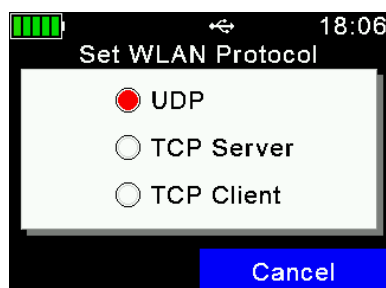 18:06
Set WLAN Protocol
UDP
TCP Server
TCP Client
Cancel